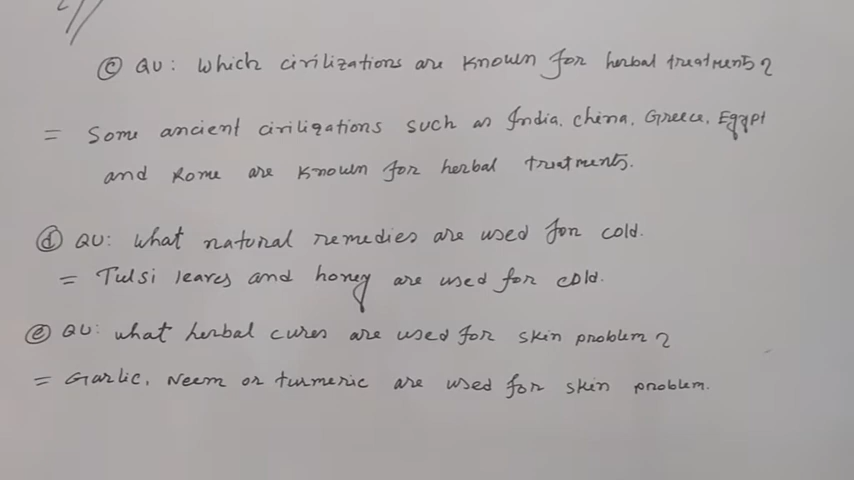 ⓒ QU: Which civilizations are known for herbal treatments?
= Some ancient civilizations such as India, China, Greece, Egypt
and Rome are known for herbal treatments.
ⓓ QU: What natural remedies are used for cold.
= Tulsi leaves and honey are used for cold.
ⓔ QU: what herbal cures are used for skin problem?
= Garlic, Neem or turmeric are used for skin problem.